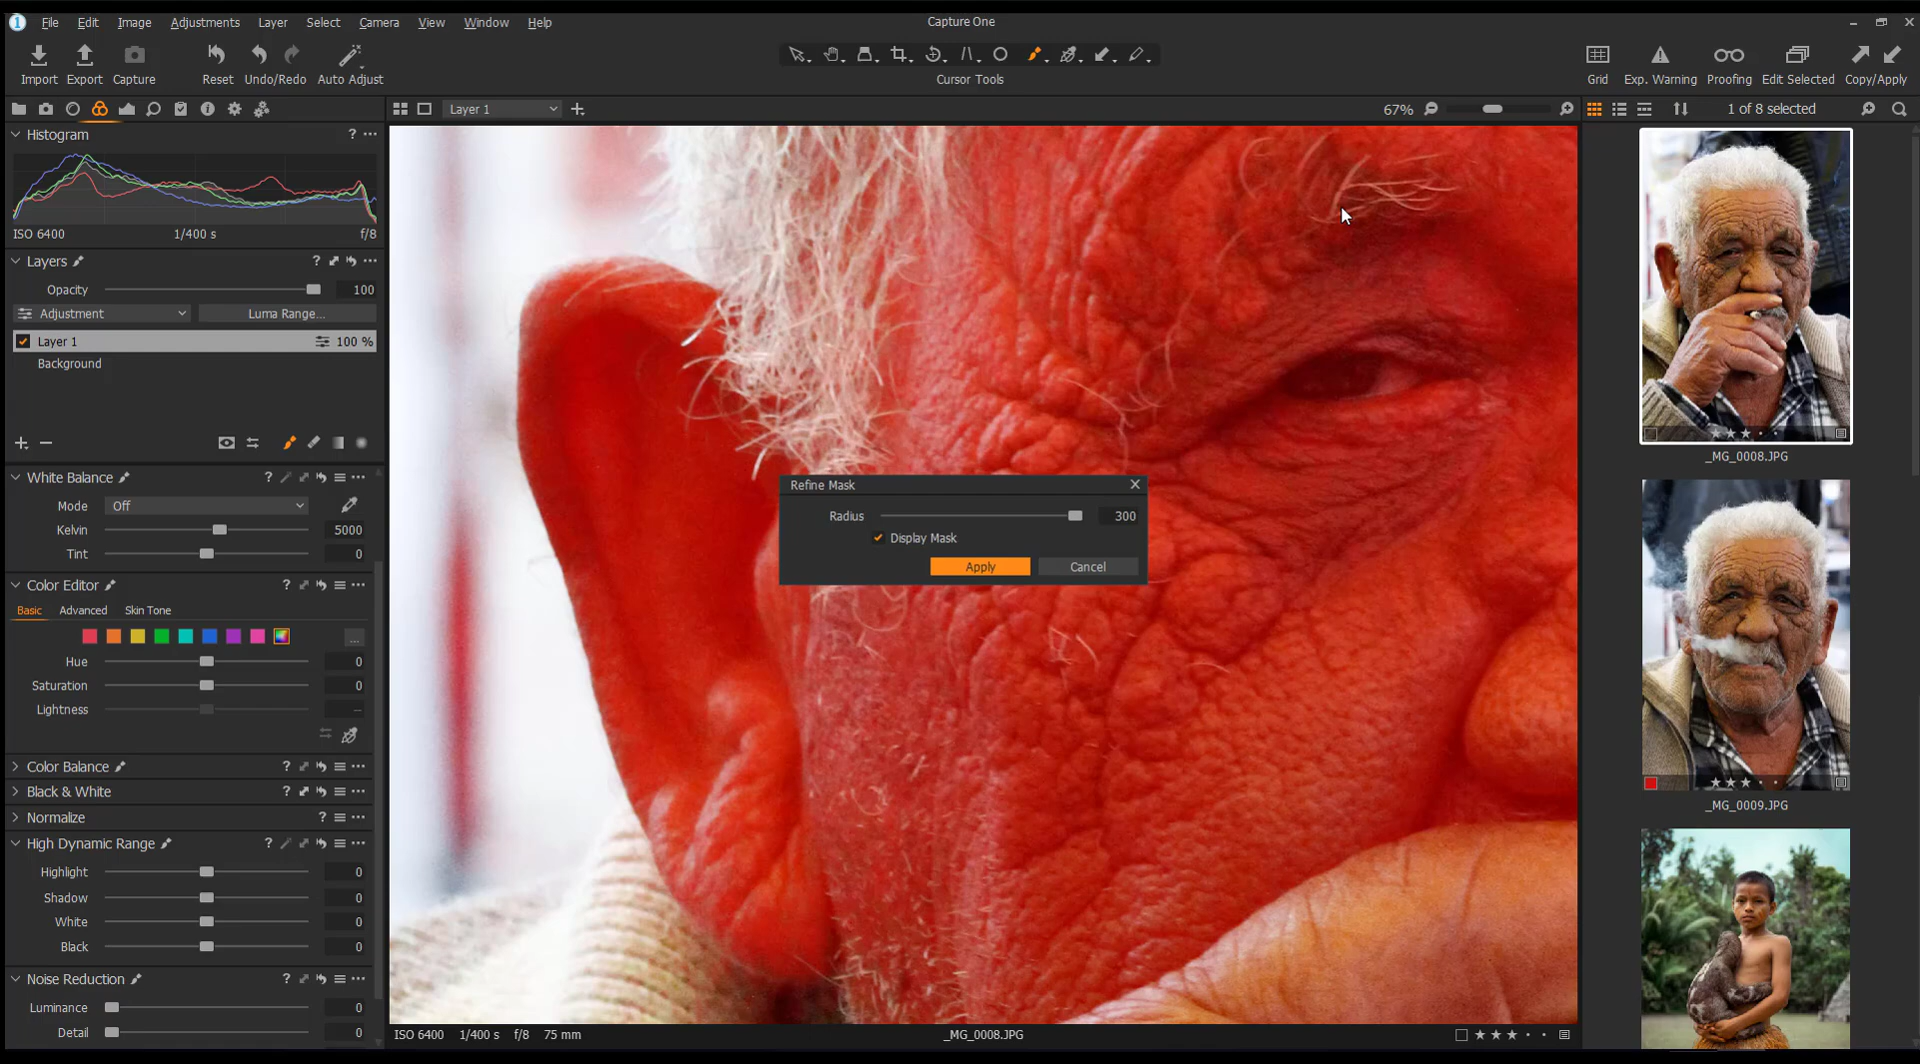 File Edit Image Adjustments Layer Select Camera View Window Help
Capture One
Import Export Capture Reset Undo/Redo Auto Adjust
Cursor Tools
Grid Exp. Warning Proofing Edit Selected Copy/Apply
Layer 1
67%
1 of 8 selected
Histogram ? ...
ISO 6400 1/400 s f/8
Layers ? ...
Opacity 100
Adjustment Luma Range...
Layer 1 100 %
Background
White Balance ? ...
Mode Off
Kelvin 5000
Tint 0
Color Editor ? ...
Basic Advanced Skin Tone
...
Hue 0
Saturation 0
Lightness --
Color Balance ? ...
Black & White ? ...
Normalize ? ...
High Dynamic Range ? ...
Highlight 0
Shadow 0
White 0
Black 0
Noise Reduction ? ...
Luminance 0
Detail 0
Refine Mask
Radius 300
Display Mask
Apply Cancel
ISO 6400 1/400 s f/8 75 mm
_MG_0008.JPG
_MG_0008.JPG
_MG_0009.JPG